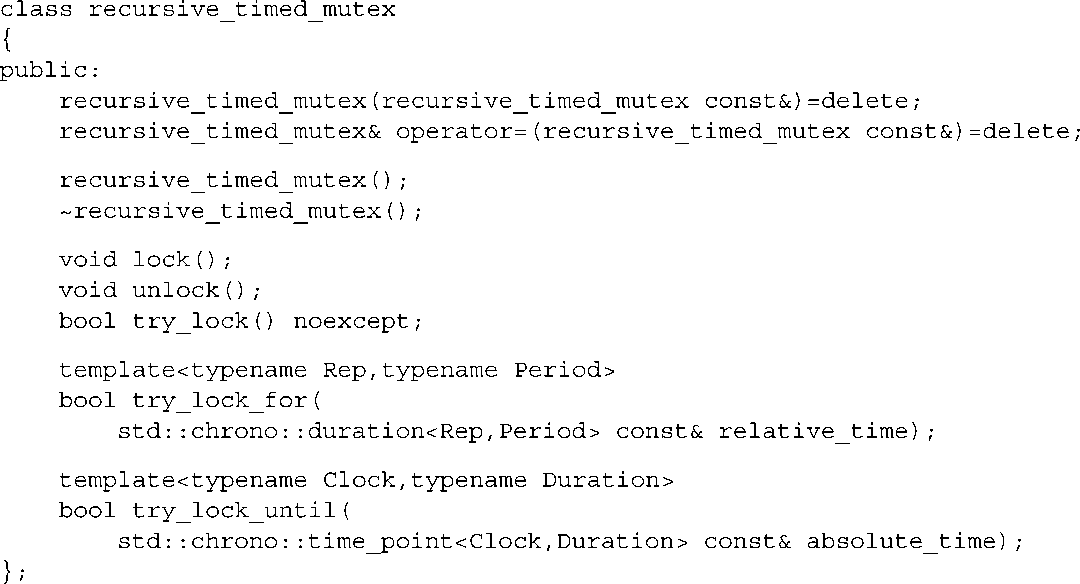 class recursive_timed_mutex
{
public:
    recursive_timed_mutex(recursive_timed_mutex const&)=delete;
    recursive_timed_mutex& operator=(recursive_timed_mutex const&)=delete;

    recursive_timed_mutex();
    ~recursive_timed_mutex();

    void lock();
    void unlock();
    bool try_lock() noexcept;

    template<typename Rep,typename Period>
    bool try_lock_for(
        std::chrono::duration<Rep,Period> const& relative_time);

    template<typename Clock,typename Duration>
    bool try_lock_until(
        std::chrono::time_point<Clock,Duration> const& absolute_time);
};